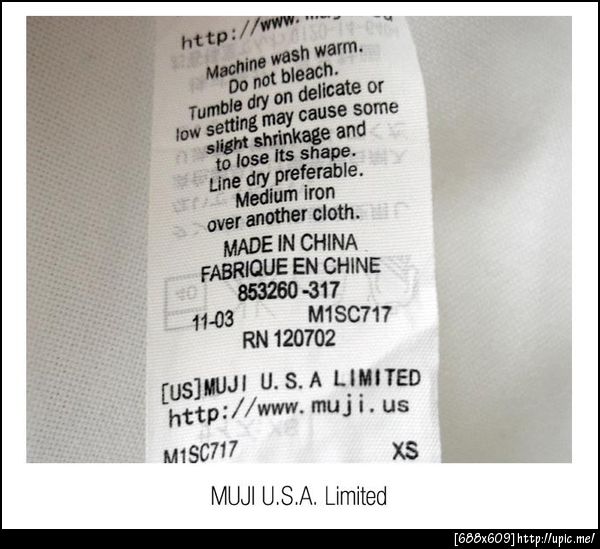 http://www.
Machine wash warm.
Do not bleach.
Tumble dry on delicate or
low setting may cause some
slight shrinkage and
to lose its shape.
Line dry preferable.
Medium iron
over another cloth.
MADE IN CHINA
FABRIQUE EN CHINE
853260-317
11-03 M1SC717
RN 120702
[US]MUJI U.S.A LIMITED
http://www.muji.us
M1SC717 XS
MUJI U.S.A. Limited
[688x609]http://upic.me/